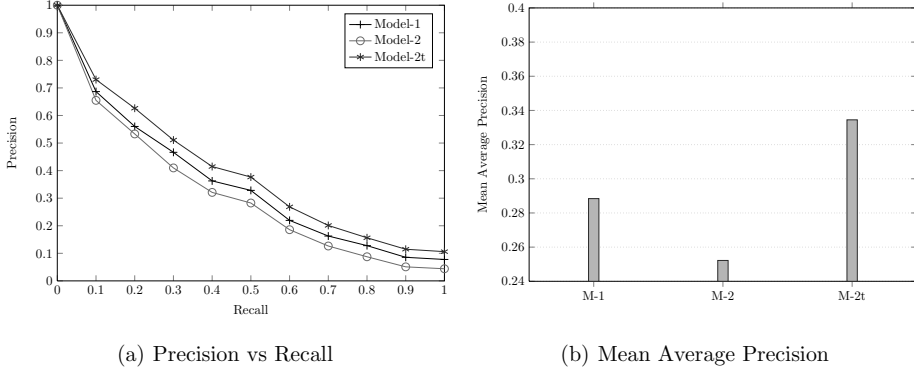 1
0.9
0.8
0.7
0.6
0.5
0.4
0.3
0.2
0.1
0
Precision
0 0.1 0.2 0.3 0.4 0.5 0.6 0.7 0.8 0.9 1
Recall
Model-1
Model-2
Model-2t
(a) Precision vs Recall
0.4
0.38
0.36
0.34
0.32
0.3
0.28
0.26
0.24
Mean Average Precision
M-1 M-2 M-2t
(b) Mean Average Precision